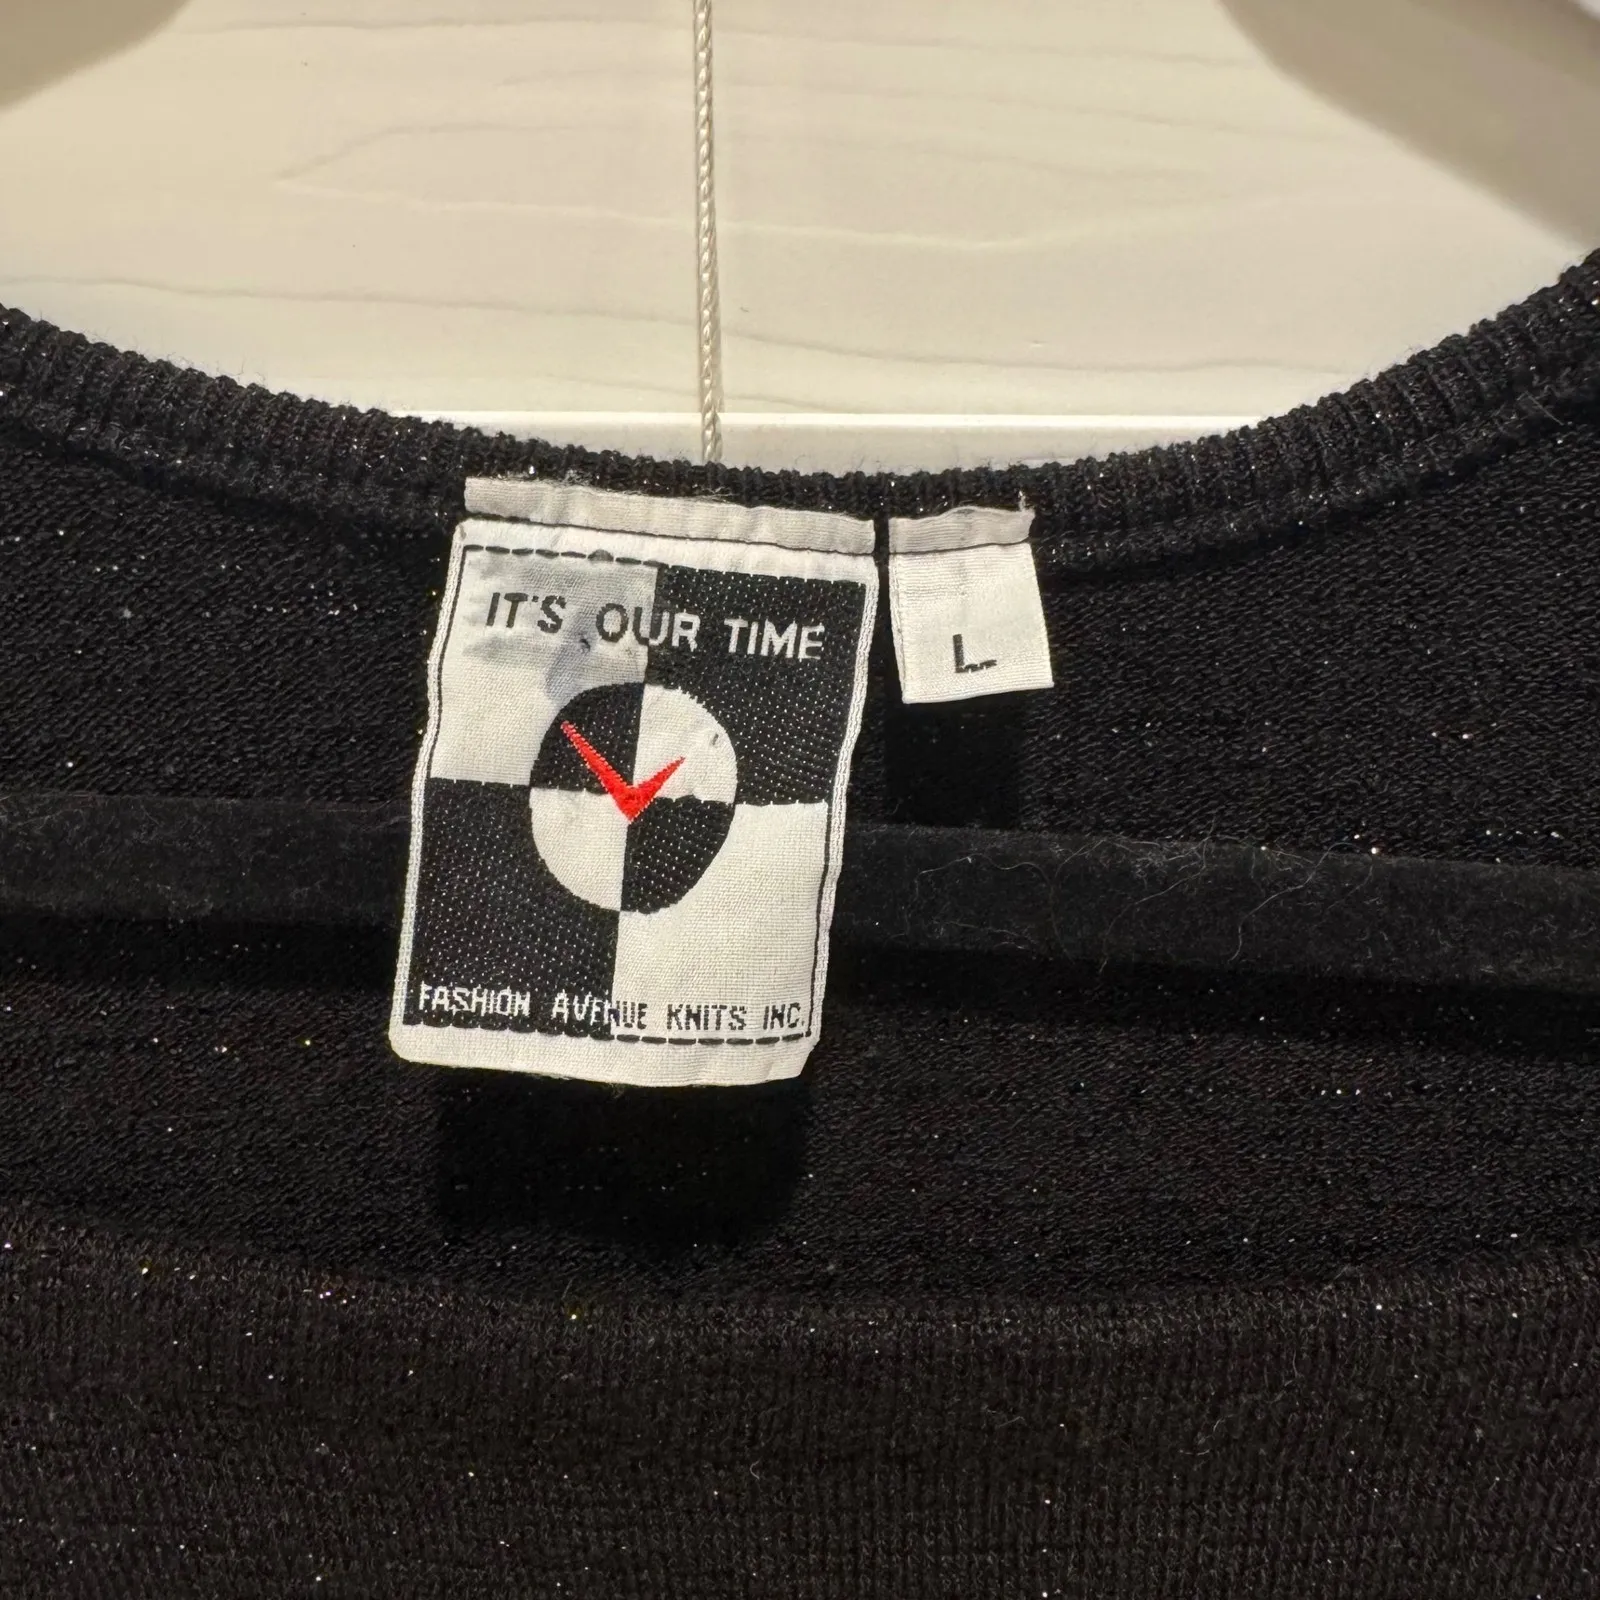 IT'S OUR TIME
L
FASHION AVENUE KNITS INC.